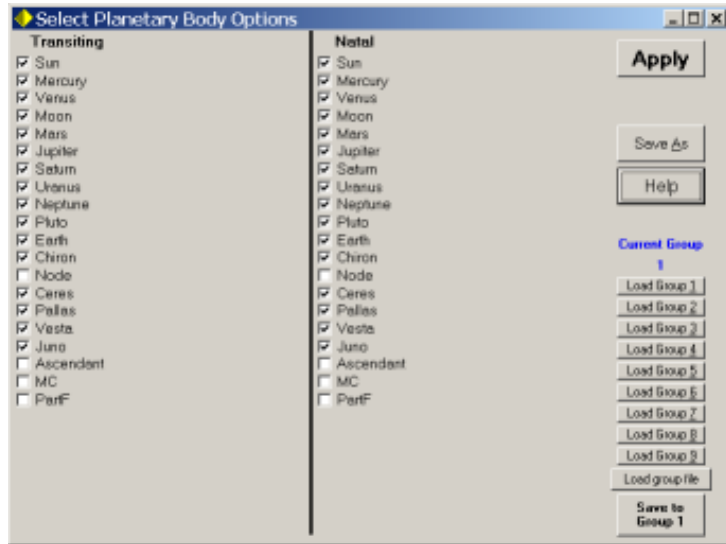 Select Planetary Body Options
Transiting
Sun
Mercury
Venus
Moon
Mars
Jupiter
Saturn
Uranus
Neptune
Pluto
Earth
Chiron
Node
Ceres
Pallas
Vesta
Juno
Ascendant
MC
PartF
Natal
Sun
Mercury
Venus
Moon
Mars
Jupiter
Saturn
Uranus
Neptune
Pluto
Earth
Chiron
Node
Ceres
Pallas
Vesta
Juno
Ascendant
MC
PartF
Apply
Save As
Help
Current Group
1
Load Group 1
Load Group 2
Load Group 3
Load Group 4
Load Group 5
Load Group 6
Load Group 7
Load Group 8
Load Group 9
Load group file
Save to
Group 1